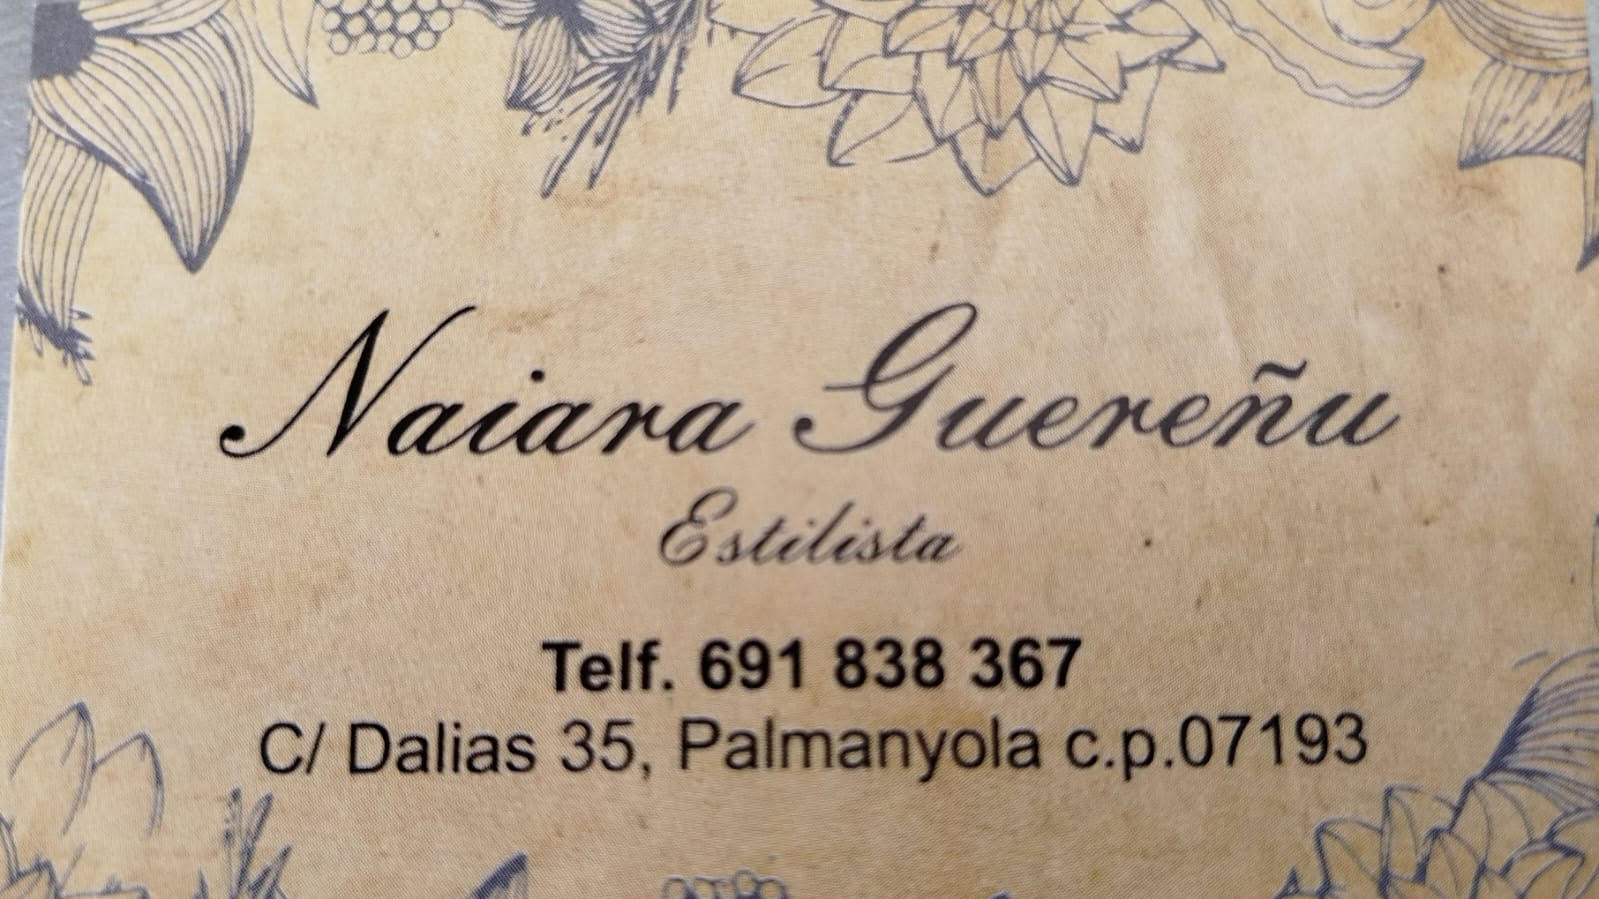 Naiara Guereñu
Estilista
Telf. 691 838 367
C/ Dalias 35, Palmanyola c.p.07193